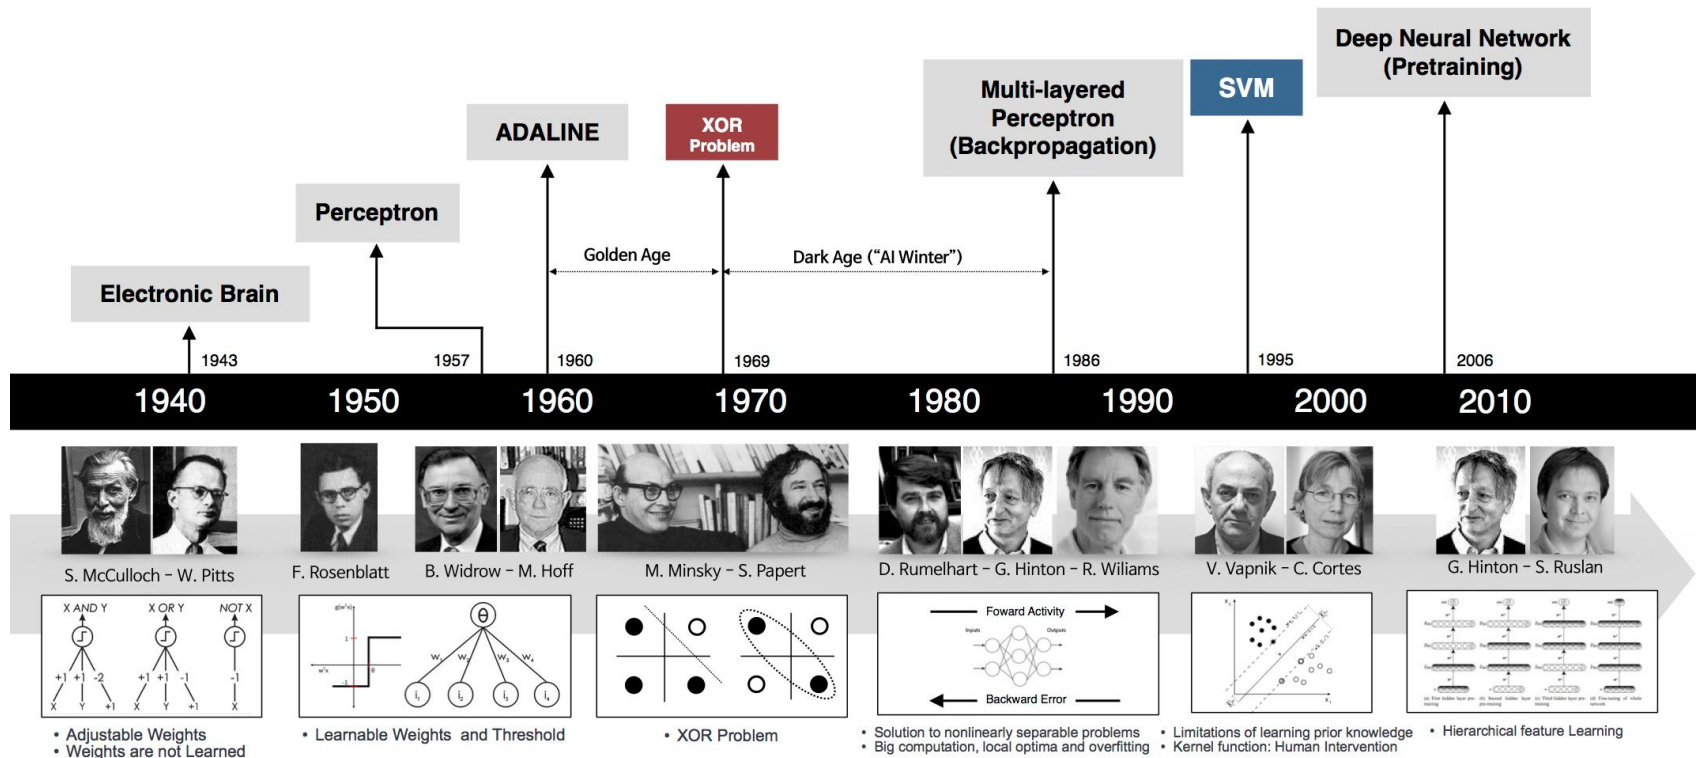 Deep Neural Network
(Pretraining)
Multi-layered
Perceptron
(Backpropagation)
SVM
ADALINE
XOR
Problem
Perceptron
Golden Age
Dark Age (“AI Winter”)
Electronic Brain
1943
1957
1960
1969
1986
1995
2006
1940
1950
1960
1970
1980
1990
2000
2010
S. McCulloch – W. Pitts
F. Rosenblatt
B. Widrow – M. Hoff
M. Minsky – S. Papert
D. Rumelhart – G. Hinton – R. Wiliams
V. Vapnik – C. Cortes
G. Hinton – S. Ruslan
X AND Y
X OR Y
NOT X
+1 +1 -2
+1 +1 -1
-1
X Y +1
X Y +1
X
1
-1
θ
W1 W2 W3 W4
i1 i2 i3 i4
Foward Activity
Inputs
Outputs
Backward Error
• Adjustable Weights
• Weights are not Learned
• Learnable Weights and Threshold
• XOR Problem
• Solution to nonlinearly separable problems
• Big computation, local optima and overfitting
• Limitations of learning prior knowledge
• Kernel function: Human Intervention
• Hierarchical feature Learning